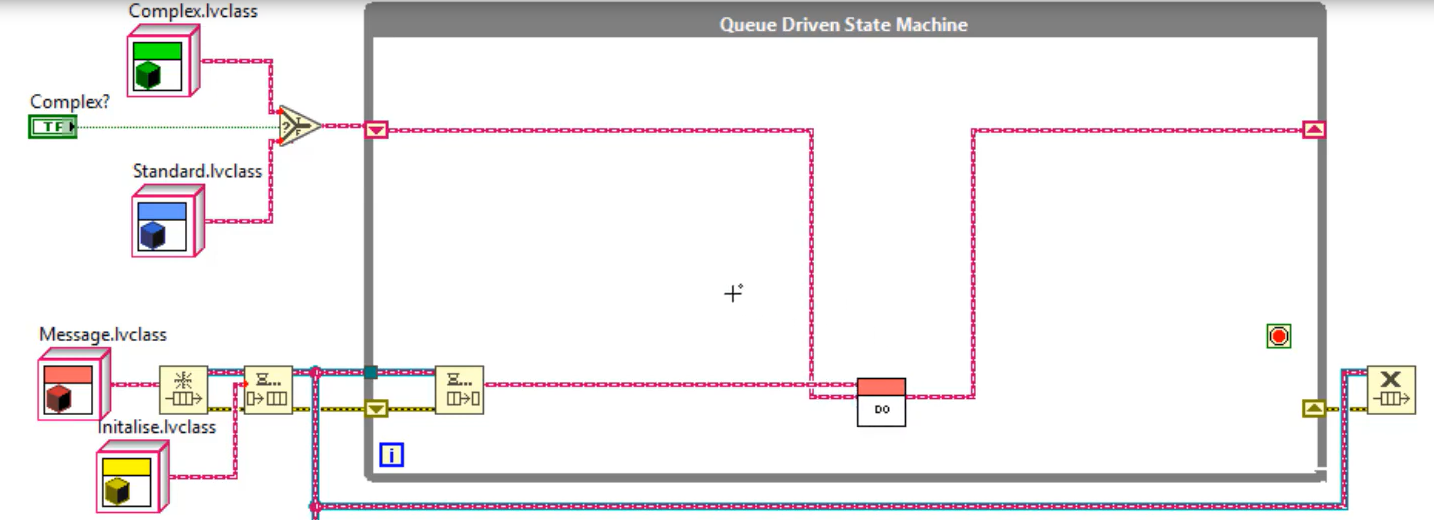 Complex.lvclass
Queue Driven State Machine
Complex?
TF
?
T
F
Standard.lvclass
Message.lvclass
Initalise.lvclass
DO
i
X